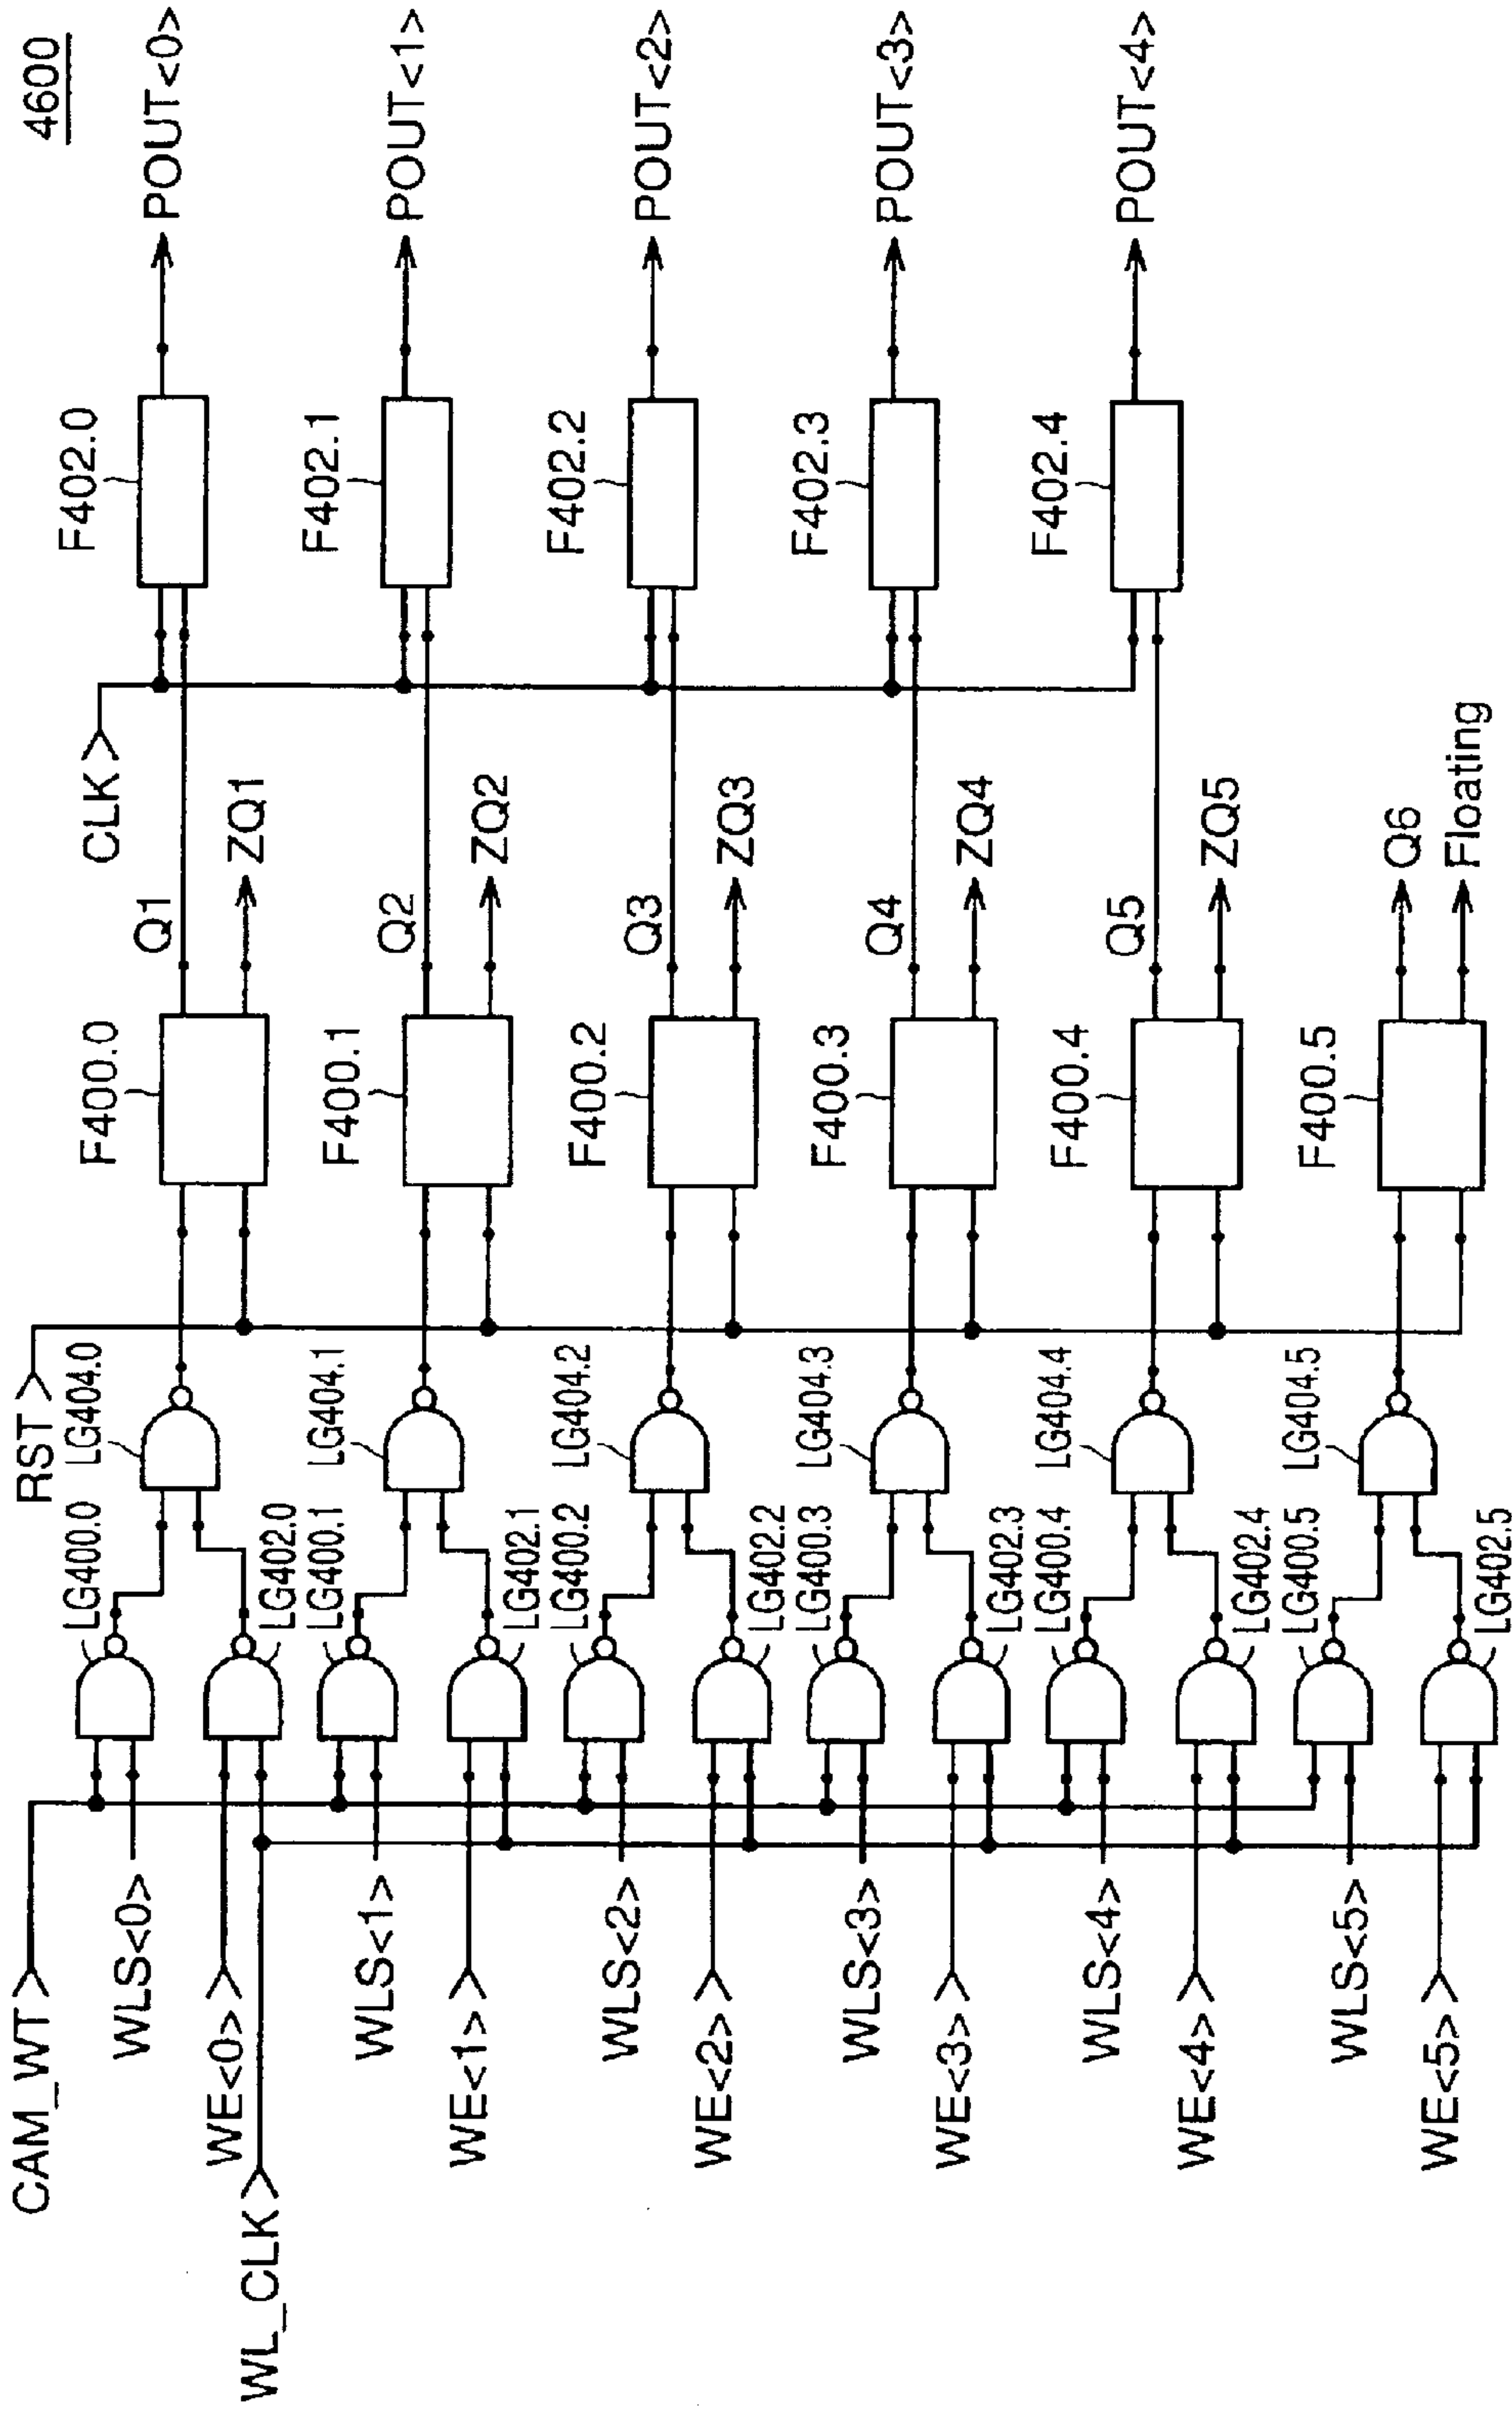 4600
CAM_WT
WLS<0>
WE<0>
WL_CLK
WLS<1>
WE<1>
WLS<2>
WE<2>
WLS<3>
WE<3>
WLS<4>
WE<4>
WLS<5>
WE<5>
LG400.0
LG402.0
LG400.1
LG402.1
LG400.2
LG402.2
LG400.3
LG402.3
LG400.4
LG402.4
LG400.5
LG402.5
RST
LG404.0
LG404.1
LG404.2
LG404.3
LG404.4
LG404.5
F400.0
F400.1
F400.2
F400.3
F400.4
F400.5
Q1
ZQ1
Q2
ZQ2
Q3
ZQ3
Q4
ZQ4
Q5
ZQ5
Q6
Floating
CLK
F402.0
F402.1
F402.2
F402.3
F402.4
POUT<0>
POUT<1>
POUT<2>
POUT<3>
POUT<4>